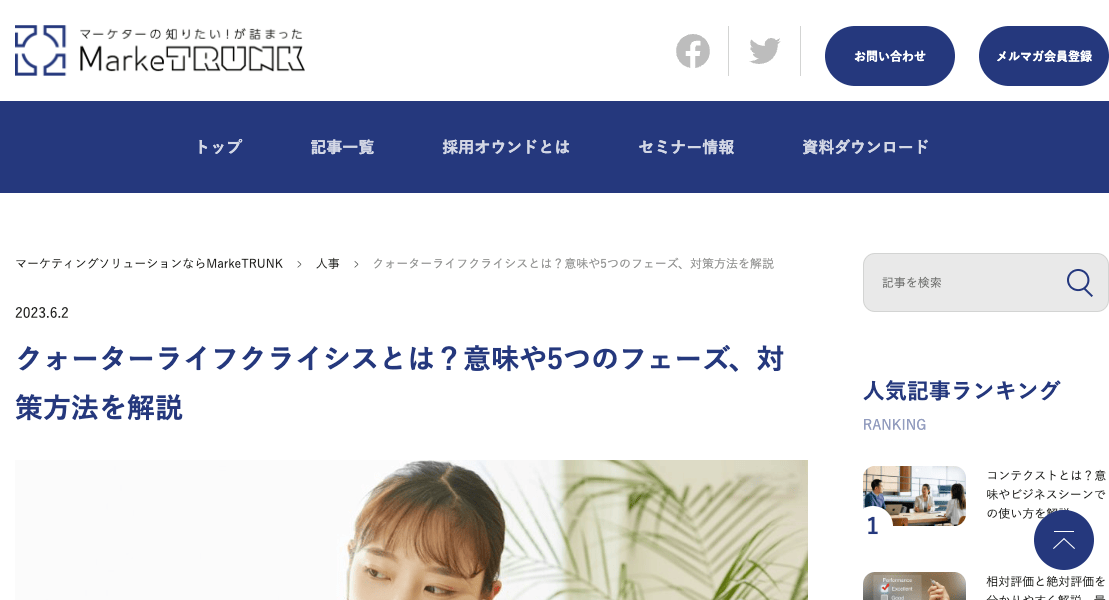 マーケターの知りたい!が詰まった
MarkeTRUNK
お問い合わせ
メルマガ会員登録
トップ
記事一覧
採用オウンドとは
セミナー情報
資料ダウンロード
マーケティングソリューションならMarkeTRUNK > 人事 > クォーターライフクライシスとは?意味や5つのフェーズ、対策方法を解説
2023.6.2
クォーターライフクライシスとは?意味や5つのフェーズ、対
策方法を解説
記事を検索
人気記事ランキング
RANKING
1
コンテクストとは?意
味やビジネスシーンで
の使い方を解説
Performance
Excellent
Good
相対評価と絶対評価を
分かりやすく解説。最